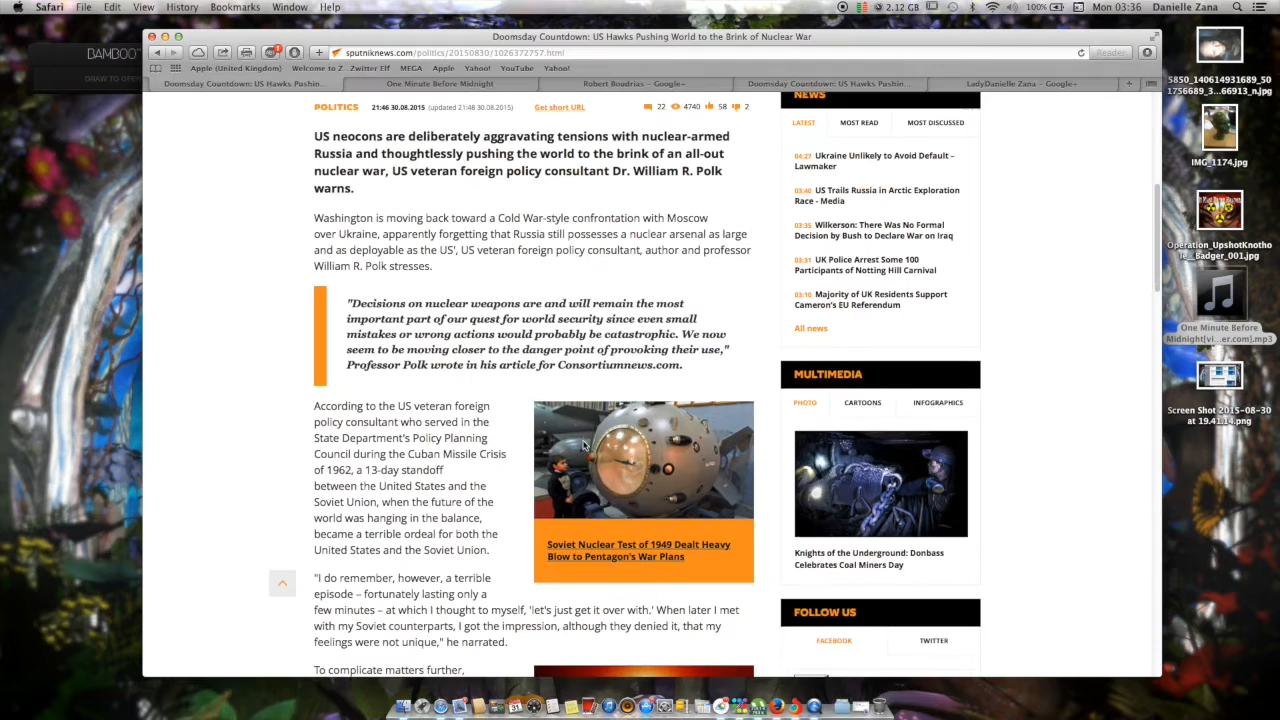 Safari File Edit View History Bookmarks Window Help 2.12 GB 100% Mon 03:36 Danielle Zana
BAMBOO
DRAW TO OPEN
Doomsday Countdown: US Hawks Pushing World to the Brink of Nuclear War
sputniknews.com/politics/20150830/1026372757.html Reader
Apple (United Kingdom) Welcome to Z Zwitter Elf MEGA Apple Yahoo! YouTube Yahoo!
Doomsday Countdown: US Hawks Pushin... One Minute Before Midnight Robert Boudrias – Google+ Doomsday Countdown: US Hawks Pushin... LadyDanielle Zana – Google+
POLITICS 21:46 30.08.2015 (updated 21:48 30.08.2015) Get short URL 22 4740 58 2
US neocons are deliberately aggravating tensions with nuclear-armed
Russia and thoughtlessly pushing the world to the brink of an all-out
nuclear war, US veteran foreign policy consultant Dr. William R. Polk
warns.
Washington is moving back toward a Cold War-style confrontation with Moscow
over Ukraine, apparently forgetting that Russia still possesses a nuclear arsenal as large
and as deployable as the US', US veteran foreign policy consultant, author and professor
William R. Polk stresses.
"Decisions on nuclear weapons are and will remain the most
important part of our quest for world security since even small
mistakes or wrong actions would probably be catastrophic. We now
seem to be moving closer to the danger point of provoking their use,"
Professor Polk wrote in his article for Consortiumnews.com.
According to the US veteran foreign
policy consultant who served in the
State Department's Policy Planning
Council during the Cuban Missile Crisis
of 1962, a 13-day standoff
between the United States and the
Soviet Union, when the future of the
world was hanging in the balance,
became a terrible ordeal for both the
United States and the Soviet Union.
Soviet Nuclear Test of 1949 Dealt Heavy
Blow to Pentagon's War Plans
"I do remember, however, a terrible
episode – fortunately lasting only a
few minutes – at which I thought to myself, 'let's just get it over with.' When later I met
with my Soviet counterparts, I got the impression, although they denied it, that my
feelings were not unique," he narrated.
To complicate matters further,
NEWS
LATEST MOST READ MOST DISCUSSED
04:27 Ukraine Unlikely to Avoid Default –
Lawmaker
03:40 US Trails Russia in Arctic Exploration
Race - Media
03:35 Wilkerson: There Was No Formal
Decision by Bush to Declare War on Iraq
03:31 UK Police Arrest Some 100
Participants of Notting Hill Carnival
03:10 Majority of UK Residents Support
Cameron's EU Referendum
All news
MULTIMEDIA
PHOTO CARTOONS INFOGRAPHICS
Knights of the Underground: Donbass
Celebrates Coal Miners Day
FOLLOW US
FACEBOOK TWITTER
5850_140614931689_50
1756689_3...66913_n.jpg
IMG_1174.jpg
Operation_UpshotKnotho
le_Badger_001.jpg
One Minute Before
Midnight[vi...er.com].mp3
Screen Shot 2015-08-30
at 19.41.14.png